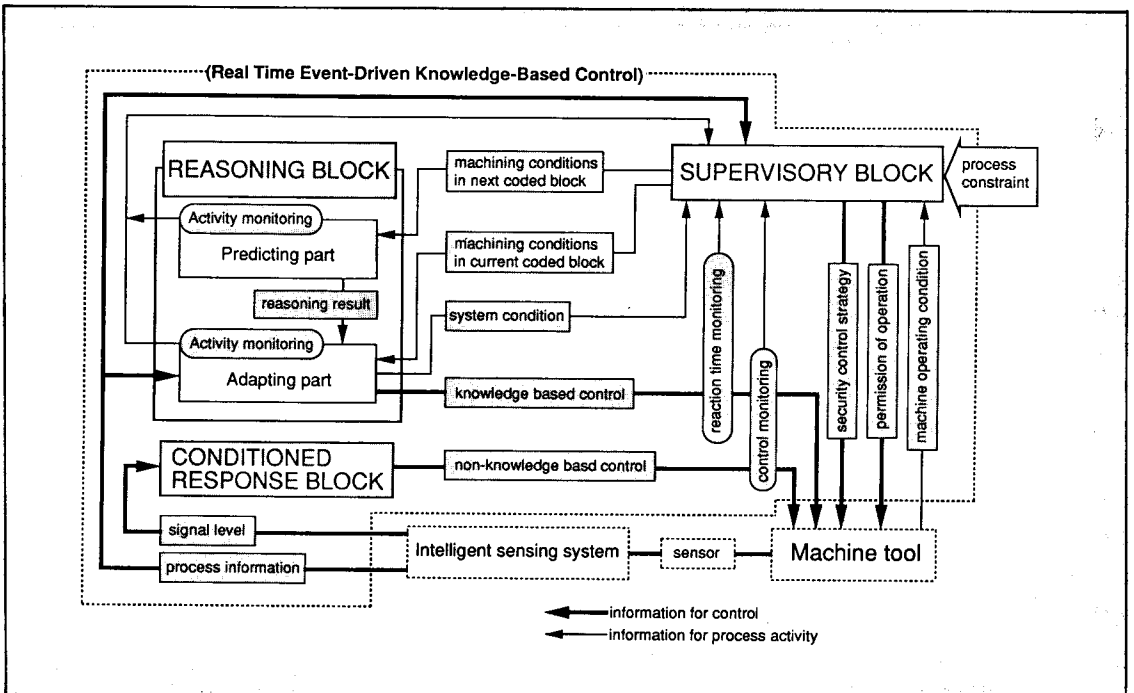 (Real Time Event-Driven Knowledge-Based Control)
REASONING BLOCK
machining conditions
in next coded block
SUPERVISORY BLOCK
process
constraint
Activity monitoring
Predicting part
machining conditions
in current coded block
reasoning result
system condition
Activity monitoring
Adapting part
knowledge based control
reaction time monitoring
control monitoring
security control strategy
permission of operation
machine operating condition
CONDITIONED
RESPONSE BLOCK
non-knowledge basd control
signal level
Intelligent sensing system
sensor
Machine tool
process information
information for control
information for process activity